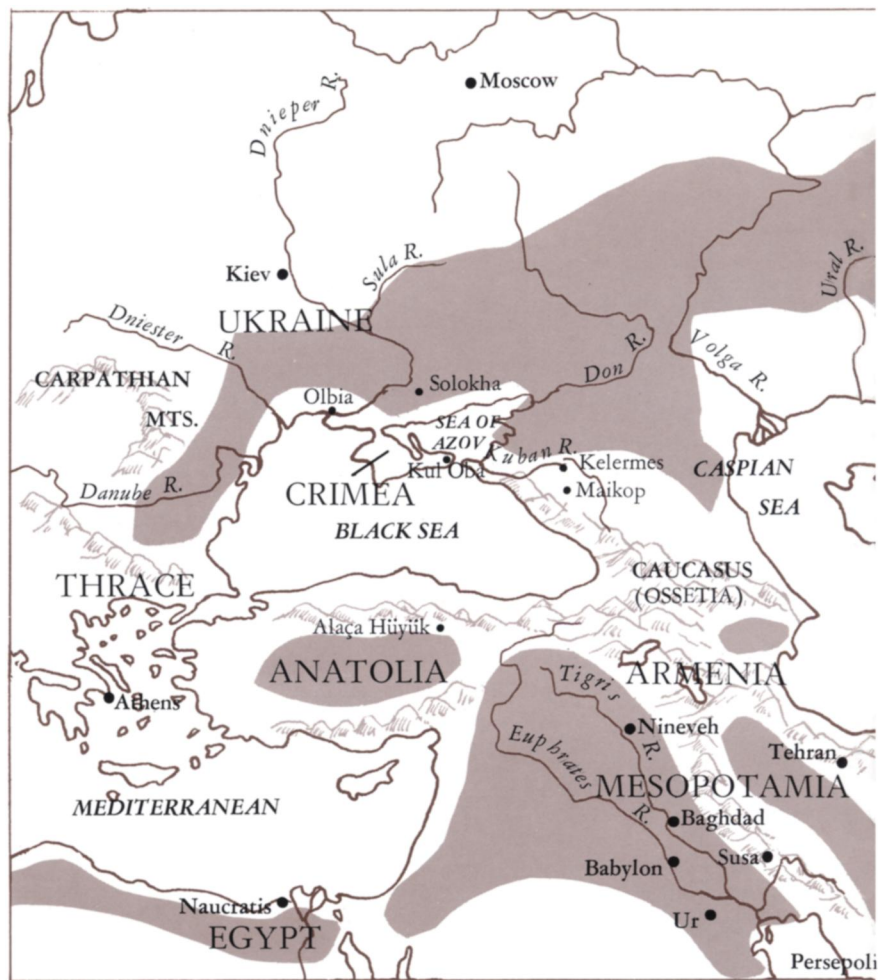 Moscow
Dnieper R.
Kiev
Sula R.
Ural R.
UKRAINE
Dniester R.
Volga R.
Don R.
CARPATHIAN
MTS.
Solokha
Olbia
SEA OF
AZOV
Kuban R.
Kul Oba
Kelermes
CASPIAN
SEA
Maikop
Danube R.
CRIMEA
BLACK SEA
THRACE
CAUCASUS
(OSSETIA)
Alaça Hüyük
ANATOLIA
ARMENIA
Tigris R.
Athens
Nineveh
Euphrates R.
Tehran
MESOPOTAMIA
MEDITERRANEAN
Baghdad
Babylon
Susa
Naucratis
Ur
EGYPT
Persepoli